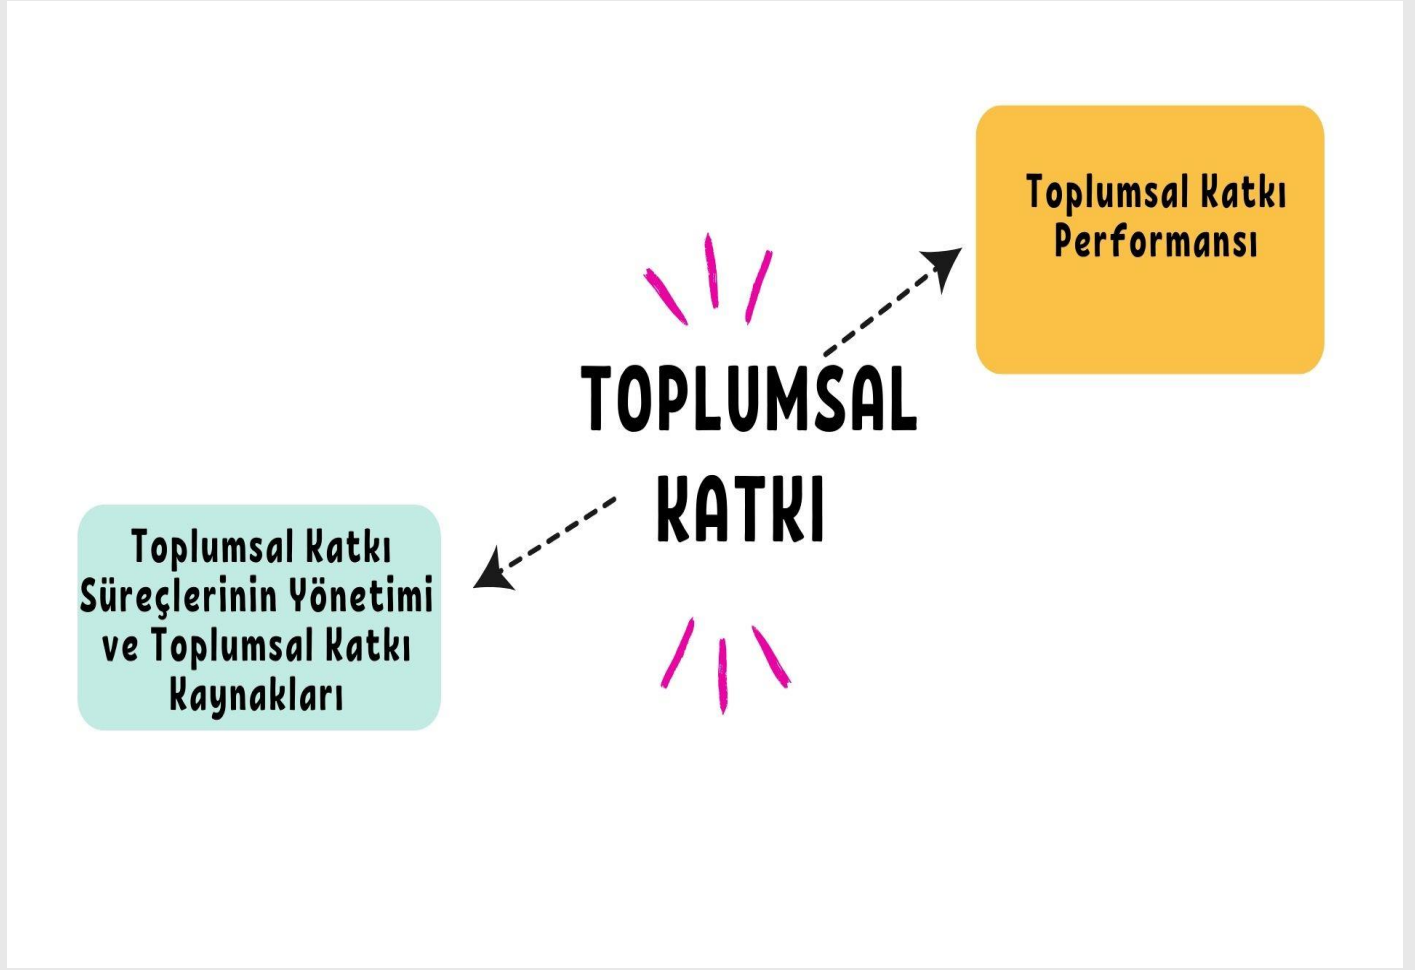 Toplumsal Katkı
Performansı
TOPLUMSAL
KATKI
Toplumsal Katkı
Süreçlerinin Yönetimi
ve Toplumsal Katkı
Kaynakları